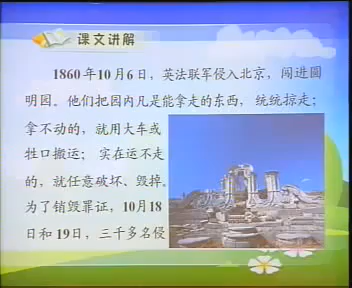 课文讲解
1860年10月6日，英法联军侵入北京，闯进圆
明园。他们把园内凡是能拿走的东西，统统掠走；
拿不动的，就用大车或
牲口搬运；实在运不走
的，就任意破坏、毁掉。
为了销毁罪证，10月18
日和19日，三千多名侵